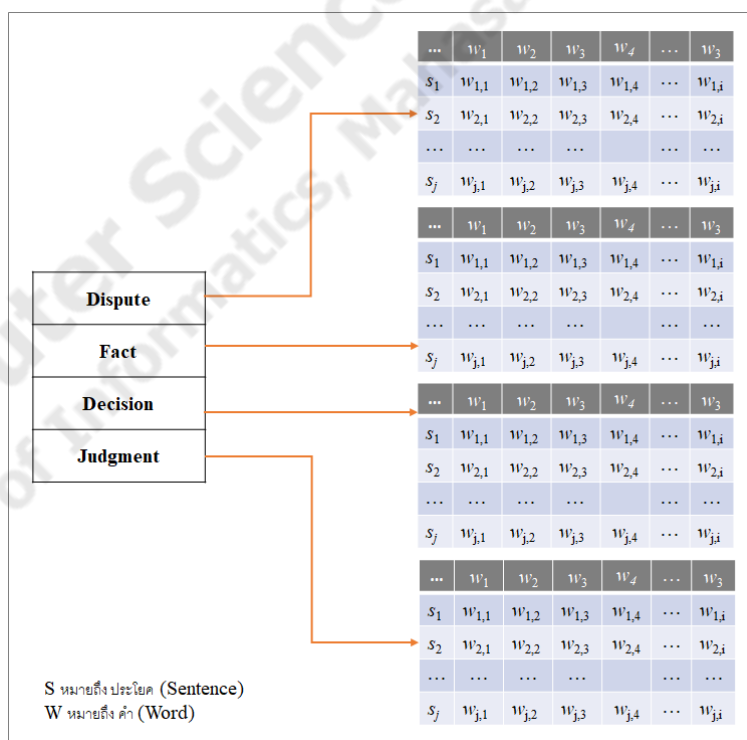 ... w1 w2 w3 w4 ... w3
s1 w1,1 w1,2 w1,3 w1,4 ... w1,i
s2 w2,1 w2,2 w2,3 w2,4 ... w2,i
... ... ... ... ... ...
sj wj,1 wj,2 wj,3 wj,4 ... wj,i
... w1 w2 w3 w4 ... w3
s1 w1,1 w1,2 w1,3 w1,4 ... w1,i
s2 w2,1 w2,2 w2,3 w2,4 ... w2,i
... ... ... ... ... ...
sj wj,1 wj,2 wj,3 wj,4 ... wj,i
Dispute
Fact
Decision
Judgment
... w1 w2 w3 w4 ... w3
s1 w1,1 w1,2 w1,3 w1,4 ... w1,i
s2 w2,1 w2,2 w2,3 w2,4 ... w2,i
... ... ... ... ... ...
sj wj,1 wj,2 wj,3 wj,4 ... wj,i
... w1 w2 w3 w4 ... w3
s1 w1,1 w1,2 w1,3 w1,4 ... w1,i
s2 w2,1 w2,2 w2,3 w2,4 ... w2,i
... ... ... ... ... ...
sj wj,1 wj,2 wj,3 wj,4 ... wj,i
S หมายถึง ประโยค (Sentence)
W หมายถึง คำ (Word)
of Informatics,